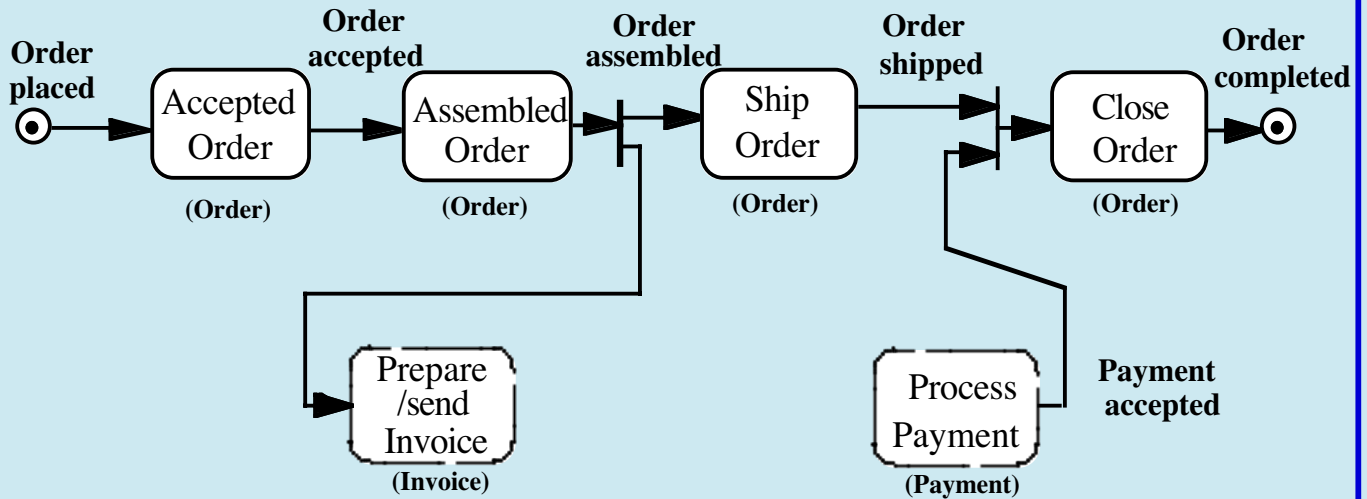 Order
placed
Accepted
Order
(Order)
Order
accepted
Assembled
Order
(Order)
Order
assembled
Ship
Order
(Order)
Order
shipped
Close
Order
(Order)
Order
completed
Prepare
/send
Invoice
(Invoice)
Process
Payment
(Payment)
Payment
accepted